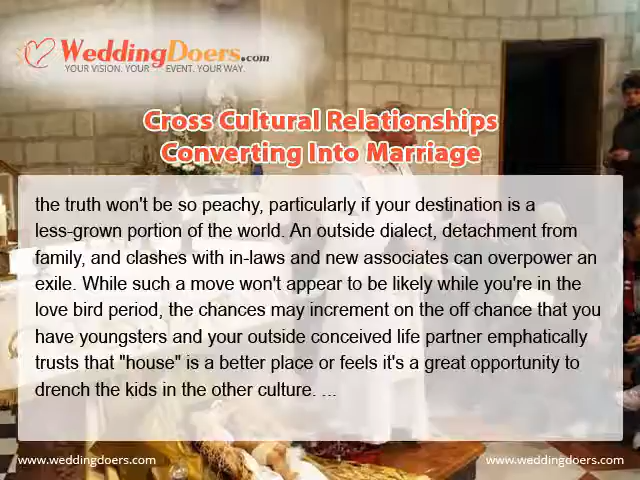 WeddingDoers.com
YOUR VISION. YOUR EVENT. YOUR WAY.
Cross Cultural Relationships
Converting Into Marriage
the truth won't be so peachy, particularly if your destination is a
less-grown portion of the world. An outside dialect, detachment from
family, and clashes with in-laws and new associates can overpower an
exile. While such a move won't appear to be likely while you're in the
love bird period, the chances may increment on the off chance that you
have youngsters and your outside conceived life partner emphatically
trusts that "house" is a better place or feels it's a great opportunity to
drench the kids in the other culture. ...
www.weddingdoers.com
www.weddingdoers.com